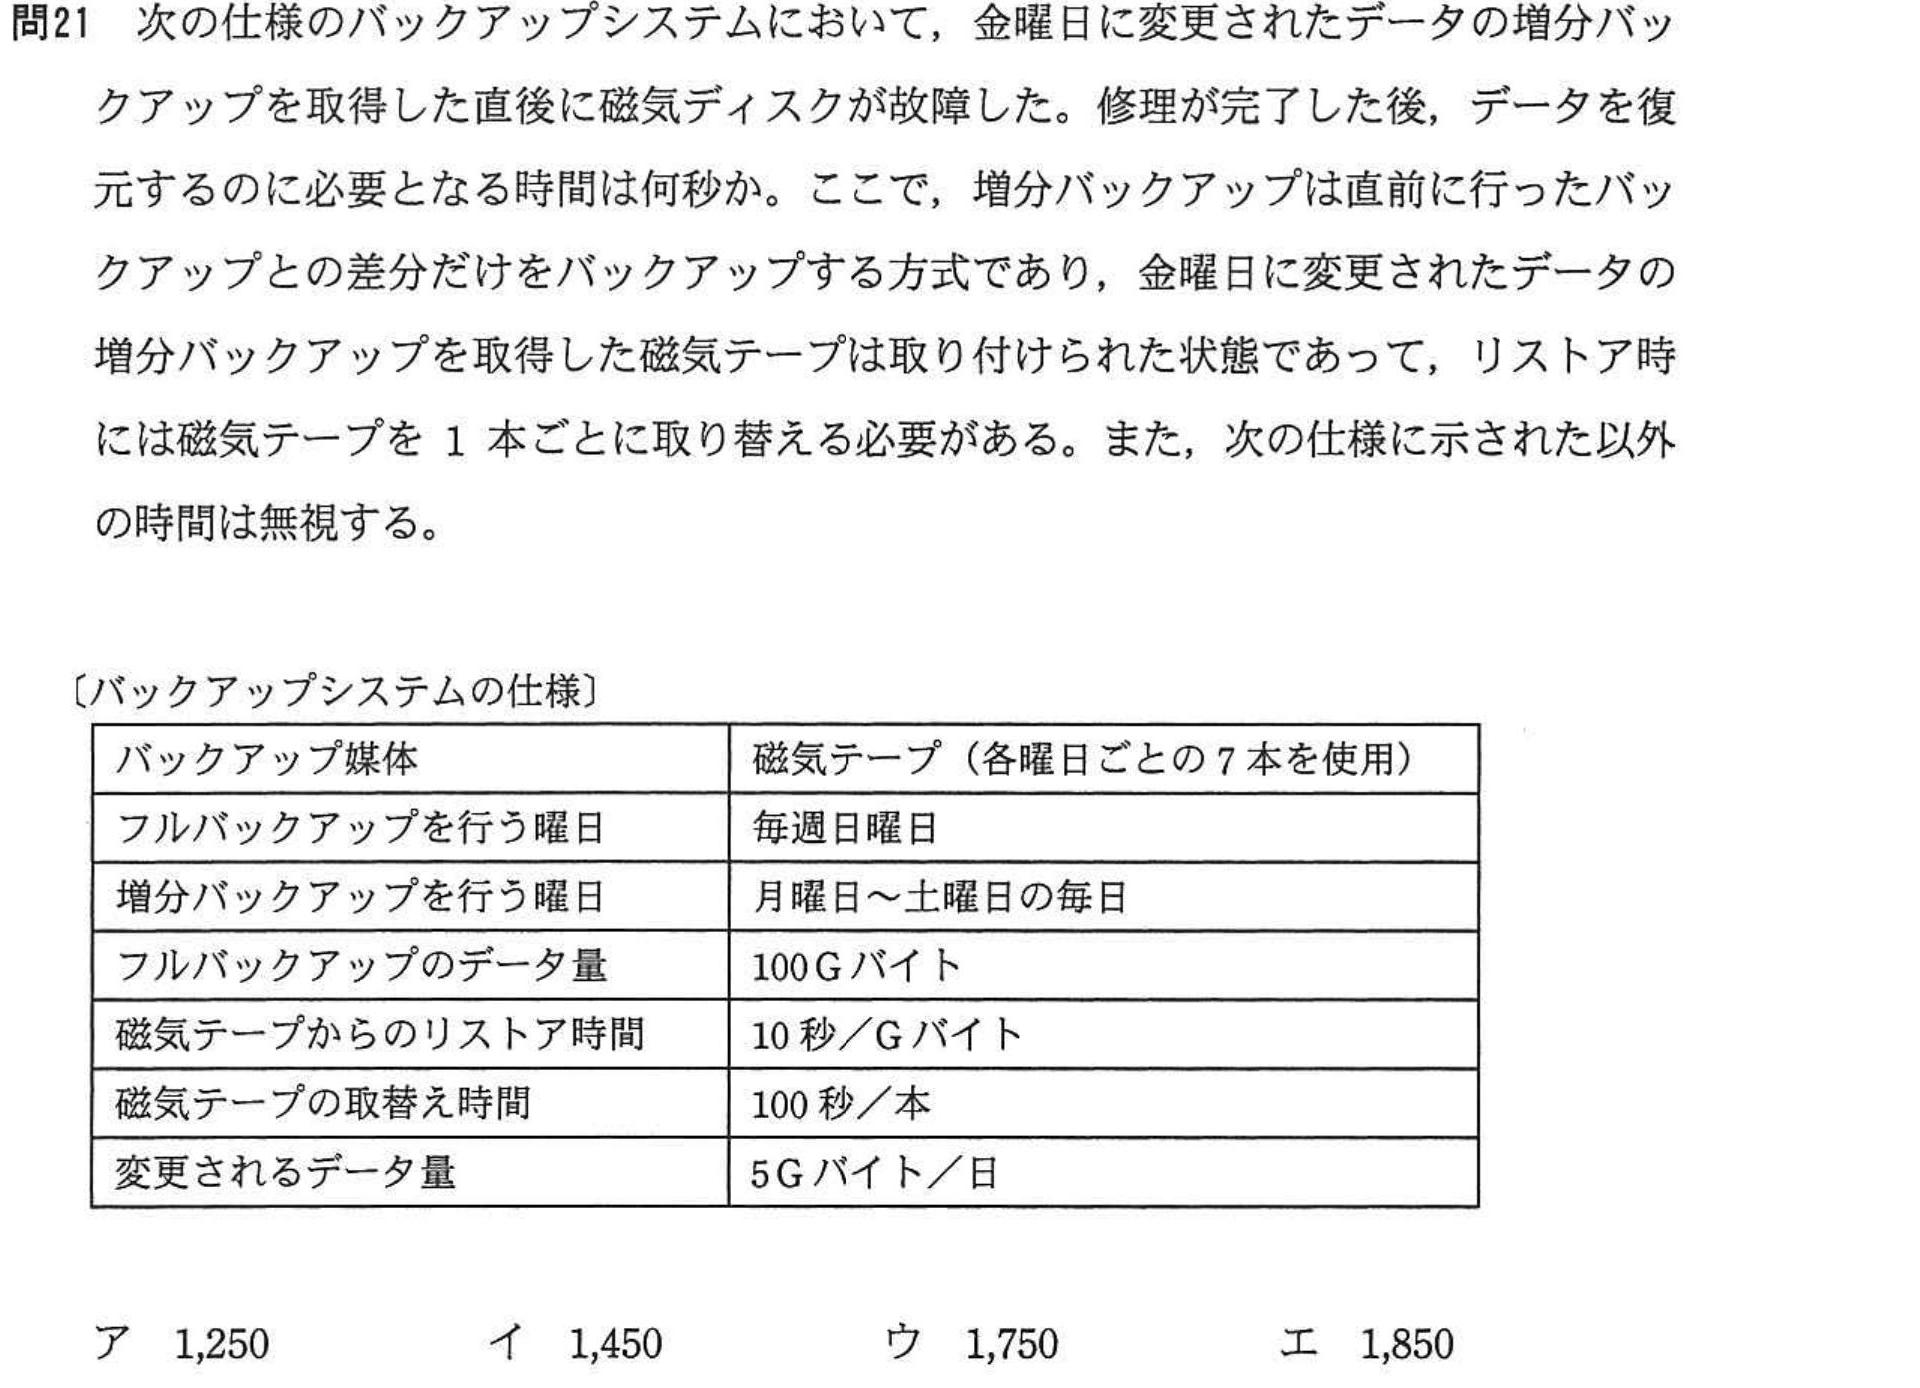 問21　次の仕様のバックアップシステムにおいて，金曜日に変更されたデータの増分バッ
クアップを取得した直後に磁気ディスクが故障した。修理が完了した後，データを復
元するのに必要となる時間は何秒か。ここで，増分バックアップは直前に行ったバッ
クアップとの差分だけをバックアップする方式であり，金曜日に変更されたデータの
増分バックアップを取得した磁気テープは取り付けられた状態であって，リストア時
には磁気テープを 1 本ごとに取り替える必要がある。また，次の仕様に示された以外
の時間は無視する。
〔バックアップシステムの仕様〕
バックアップ媒体　磁気テープ（各曜日ごとの 7 本を使用）
フルバックアップを行う曜日　毎週日曜日
増分バックアップを行う曜日　月曜日～土曜日の毎日
フルバックアップのデータ量　100 G バイト
磁気テープからのリストア時間　10 秒／G バイト
磁気テープの取替え時間　100 秒／本
変更されるデータ量　5 G バイト／日
ア　1,250　イ　1,450　ウ　1,750　エ　1,850